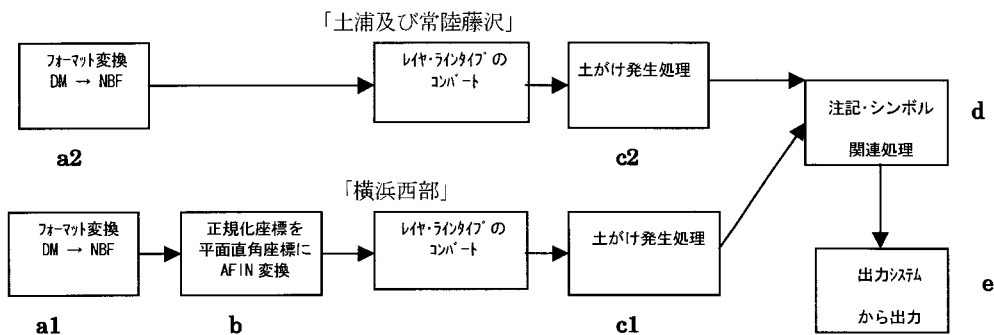 「土浦及び常陸藤沢」
ﾌｫｰﾏｯﾄ変換
DM → NBF
ﾚｲﾔ・ﾗｲﾝﾀｲﾌﾟの
ｺﾝﾊﾞｰﾄ
土がけ発生処理
注記・シンボル
関連処理
d
a2
c2
「横浜西部」
ﾌｫｰﾏｯﾄ変換
DM → NBF
正規化座標を
平面直角座標に
AFIN 変換
ﾚｲﾔ・ﾗｲﾝﾀｲﾌﾟの
ｺﾝﾊﾞｰﾄ
土がけ発生処理
出力ｼｽﾃﾑ
から出力
e
a1
b
c1